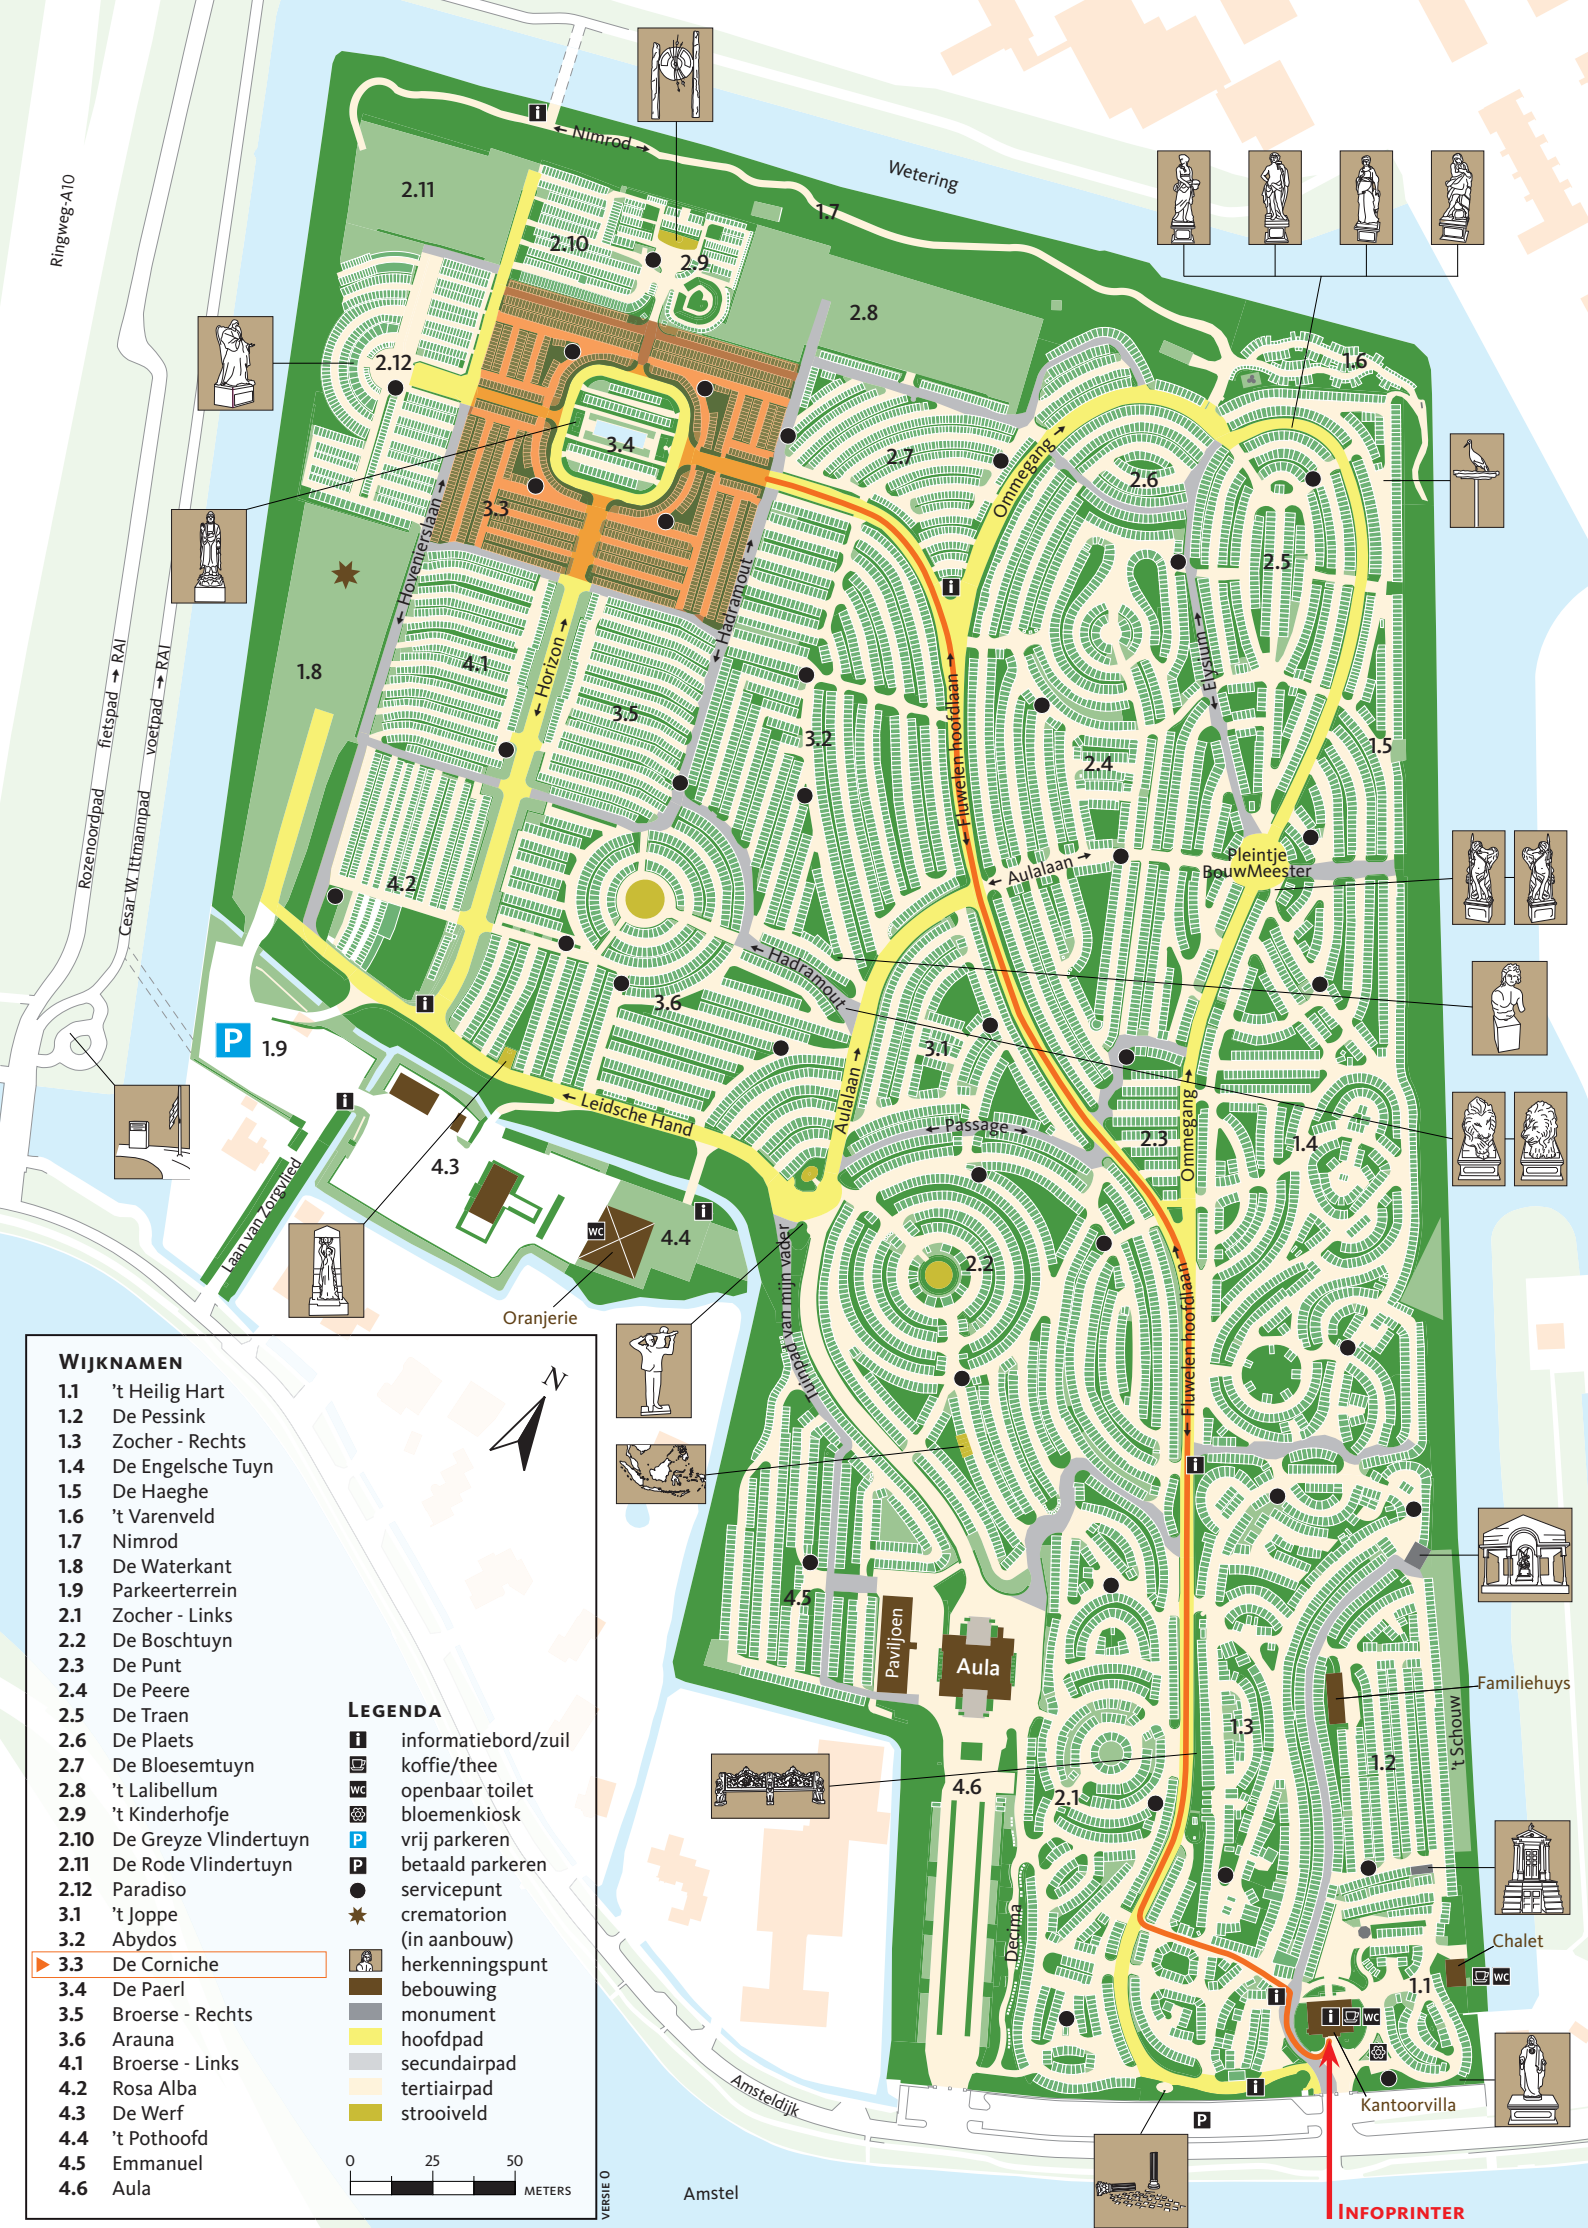 Nimrod
Wetering
Ringweg-A10
2.11
1.7
2.10
2.9
2.8
2.12
1.6
3.4
2.7
Ommegang
2.6
3.3
Hovenierslaan
2.5
Hadramout
Horizon
Elysium
1.8
4.1
3.5
3.2
Fluwelen hoofdlaan
2.4
1.5
fietspad → RAI
voetpad → RAI
Rozenoordpad
Cesar W. Ittmannpad
4.2
Aulalaan
Pleintje
BouwMeester
Hadramout
3.6
P
1.9
3.1
Aulalaan
Leidsche Hand
Passage
2.3
Ommegang
1.4
4.3
Laan van Zorgvlied
WC
4.4
Oranjerie
Tuinpad van mijn vader
2.2
Fluwelen hoofdlaan
4.5
Paviljoen
Aula
Familiehuys
't Schouw
1.3
1.2
4.6
2.1
Decima
Chalet
WC
1.1
WC
Kantoorvilla
P
Amsteldijk
Amstel
Infoprinter
Wijknamen
1.1 't Heilig Hart
1.2 De Pessink
1.3 Zocher - Rechts
1.4 De Engelsche Tuyn
1.5 De Haeghe
1.6 't Varenveld
1.7 Nimrod
1.8 De Waterkant
1.9 Parkeerterrein
2.1 Zocher - Links
2.2 De Boschtuyn
2.3 De Punt
2.4 De Peere
2.5 De Traen
2.6 De Plaets
2.7 De Bloesemtuyn
2.8 't Lalibellum
2.9 't Kinderhofje
2.10 De Greyze Vlindertuyn
2.11 De Rode Vlindertuyn
2.12 Paradiso
3.1 't Joppe
3.2 Abydos
3.3 De Corniche
3.4 De Paerl
3.5 Broerse - Rechts
3.6 Arauna
4.1 Broerse - Links
4.2 Rosa Alba
4.3 De Werf
4.4 't Pothoofd
4.5 Emmanuel
4.6 Aula
N
Legenda
i informatiebord/zuil
koffie/thee
WC openbaar toilet
bloemenkiosk
P vrij parkeren
P betaald parkeren
servicepunt
crematorion
(in aanbouw)
herkenningspunt
bebouwing
monument
hoofdpad
secundairpad
tertiairpad
strooiveld
0 25 50
meters
versie 0